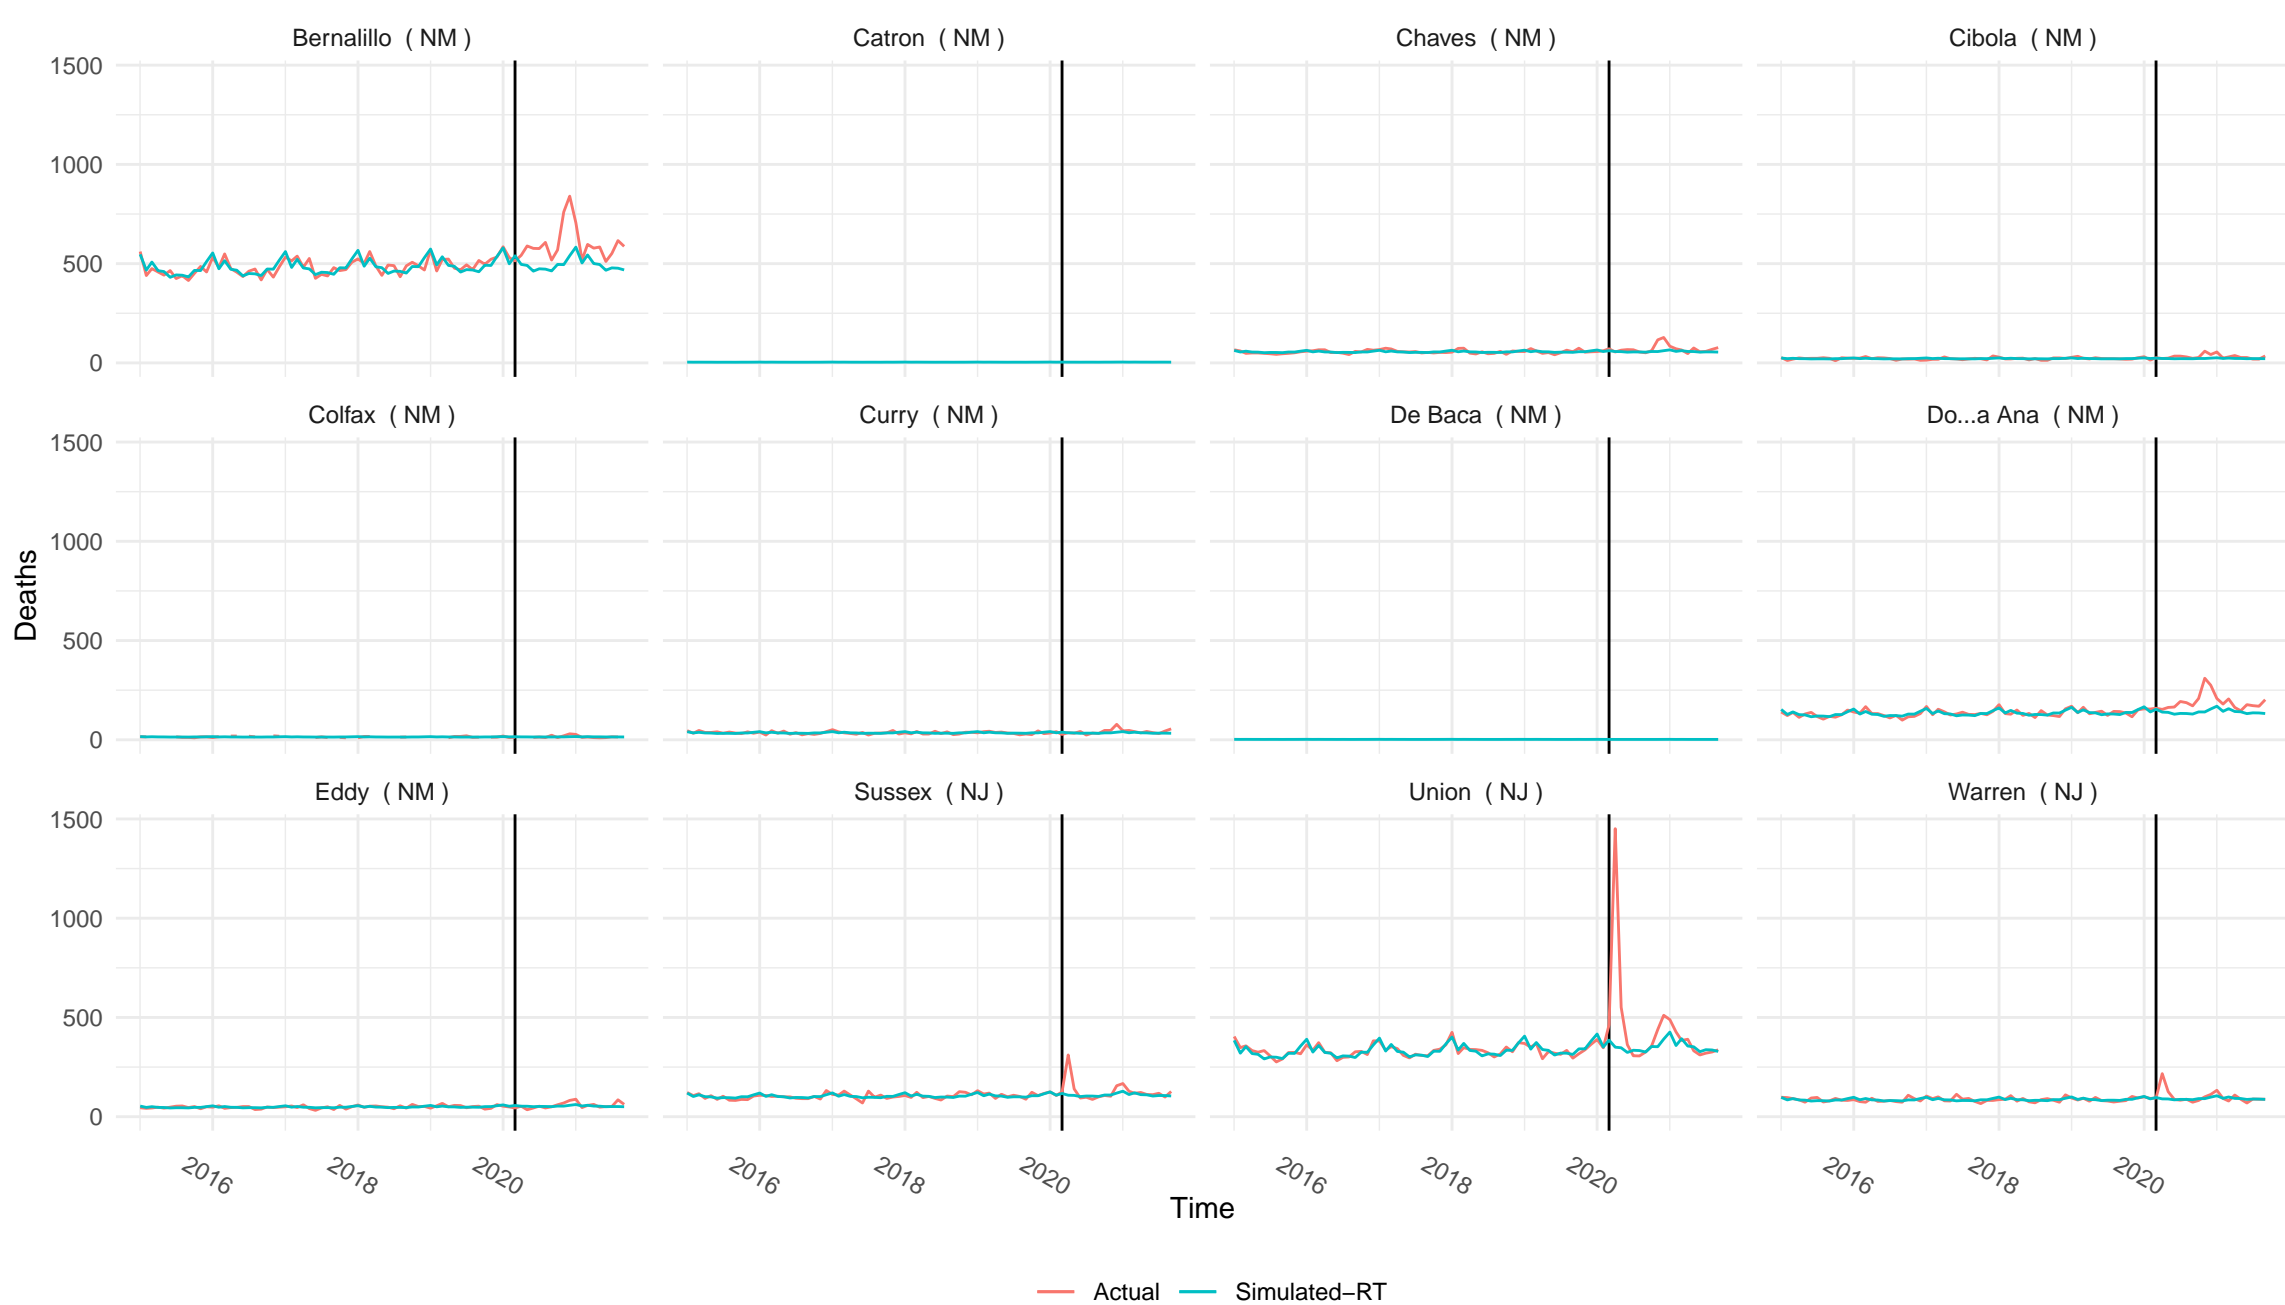 Bernalillo ( NM )
Catron ( NM )
Chaves ( NM )
Cibola ( NM )
1500
1000
500
0
Colfax ( NM )
Curry ( NM )
De Baca ( NM )
Do...a Ana ( NM )
1500
1000
500
0
Eddy ( NM )
Sussex ( NJ )
Union ( NJ )
Warren ( NJ )
1500
1000
500
0
2016 2018 2020
2016 2018 2020
2016 2018 2020
2016 2018 2020
Deaths
Time
Actual
Simulated−RT